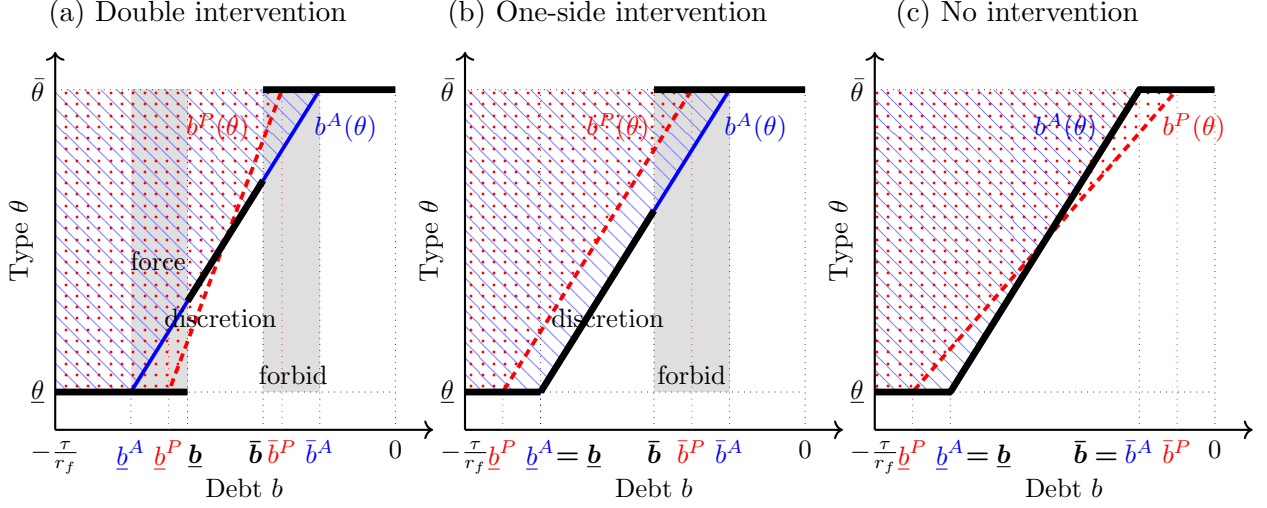 (a) Double intervention
θ̄
b^P(θ)
b^A(θ)
Type θ
force
discretion
forbid
θ̲
−τ/r_f
b̲^A
b̲^P
b̲
b̄
b̄^P
b̄^A
0
Debt b
(b) One-side intervention
θ̄
b^P(θ)
b^A(θ)
Type θ
discretion
forbid
θ̲
−τ/r_f
b̲^P
b̲^A = b̲
b̄
b̄^P
b̄^A
0
Debt b
(c) No intervention
θ̄
b^A(θ)
b^P(θ)
Type θ
θ̲
−τ/r_f
b̲^P
b̲^A = b̲
b̄ = b̄^A
b̄^P
0
Debt b